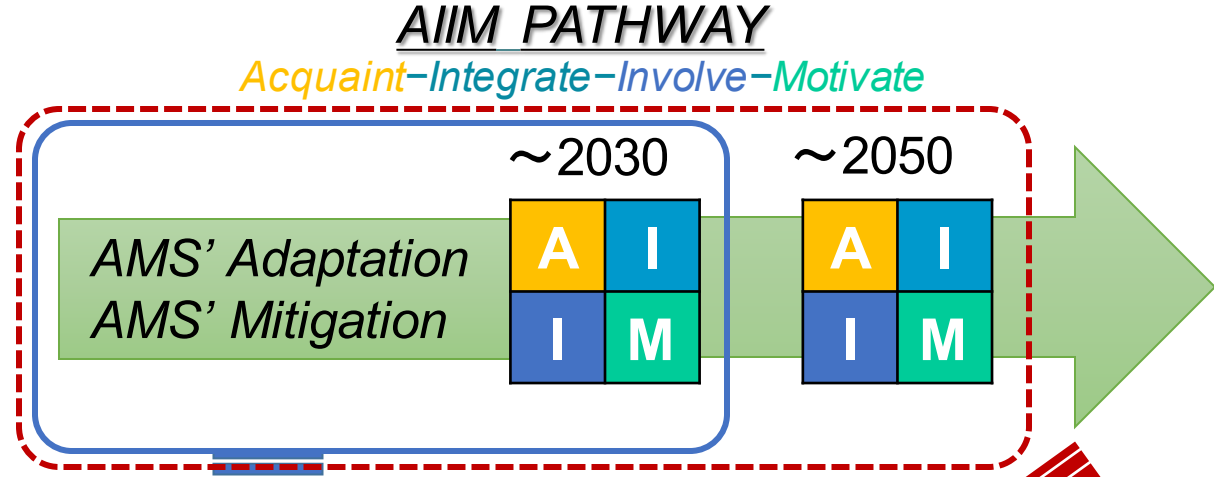 AIIM PATHWAY
Acquaint–Integrate–Involve–Motivate
~2030
~2050
AMS' Adaptation
AMS' Mitigation
A I
I M
A I
I M